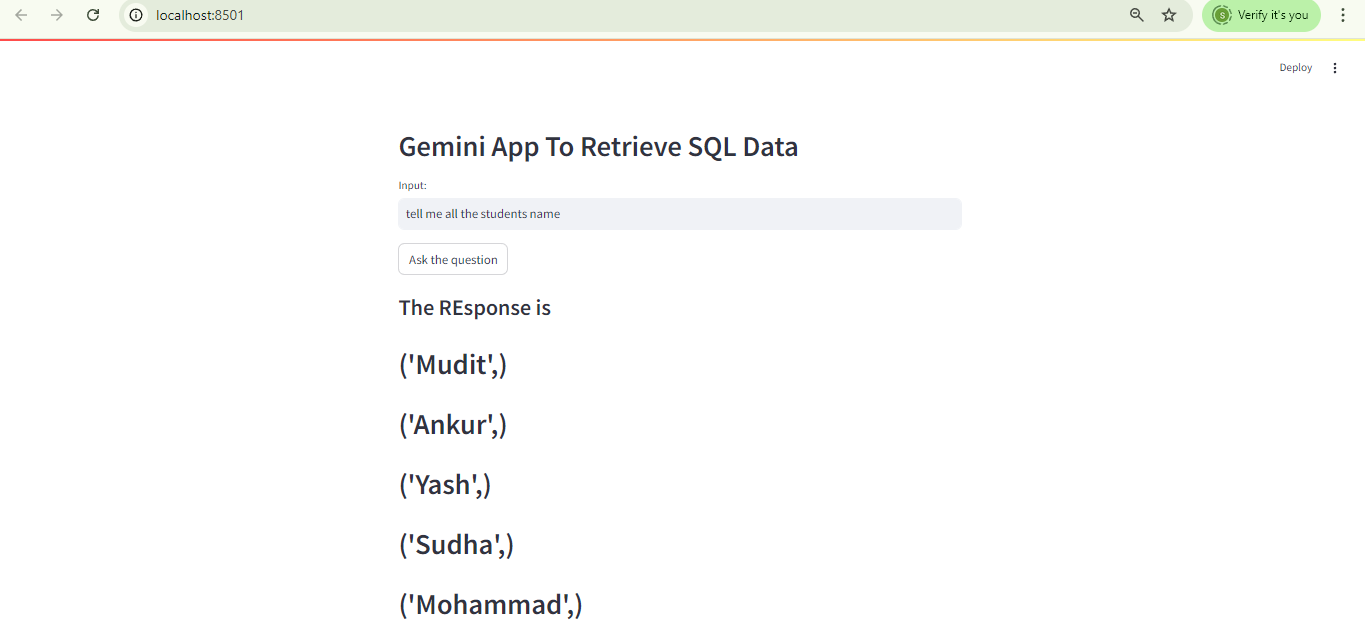 localhost:8501
Verify it's you
Deploy
Gemini App To Retrieve SQL Data
Input:
tell me all the students name
Ask the question
The REsponse is
('Mudit',)
('Ankur',)
('Yash',)
('Sudha',)
('Mohammad',)